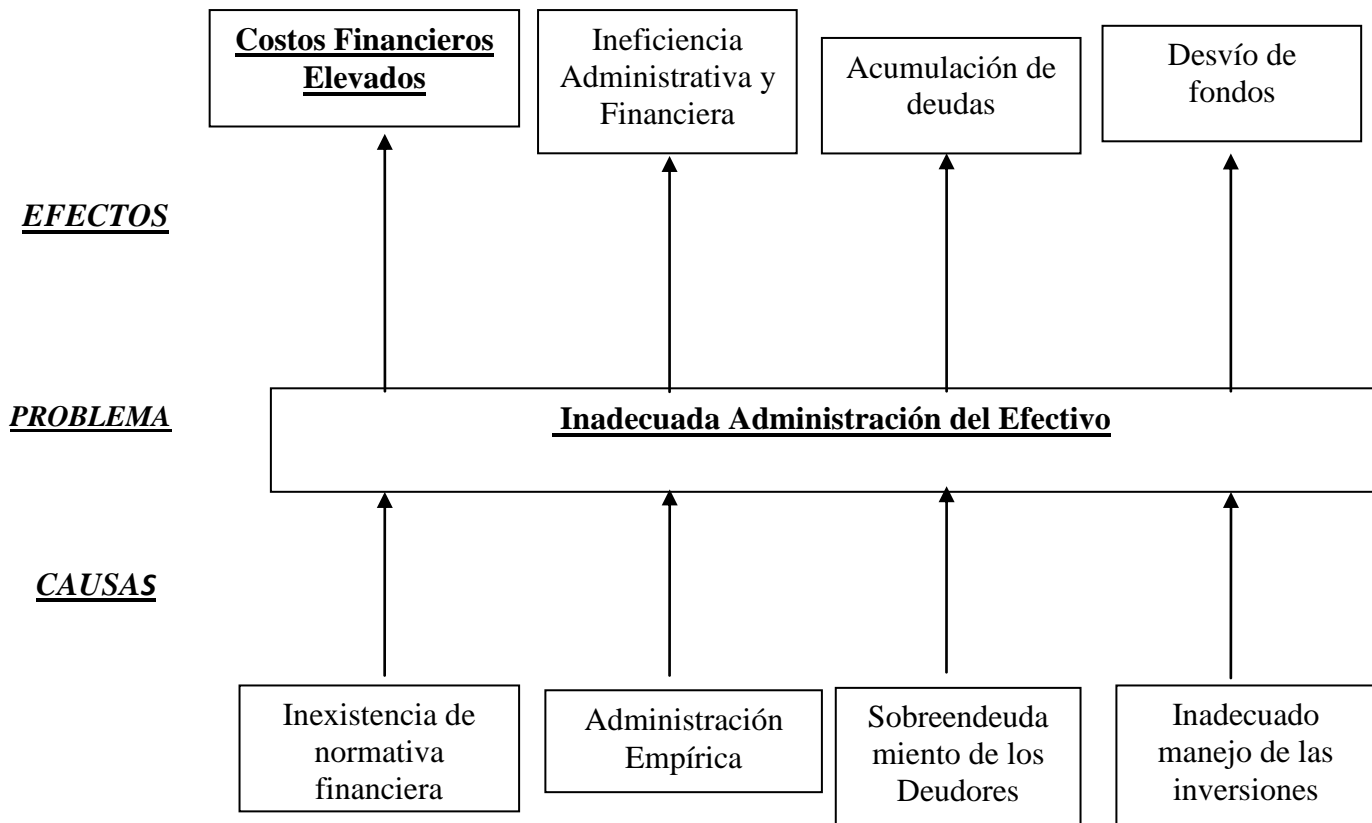 Costos Financieros
Elevados
Ineficiencia
Administrativa y
Financiera
Acumulación de
deudas
Desvío de
fondos
EFECTOS
PROBLEMA
Inadecuada Administración del Efectivo
CAUSAS
Inexistencia de
normativa
financiera
Administración
Empírica
Sobreendeuda
miento de los
Deudores
Inadecuado
manejo de las
inversiones